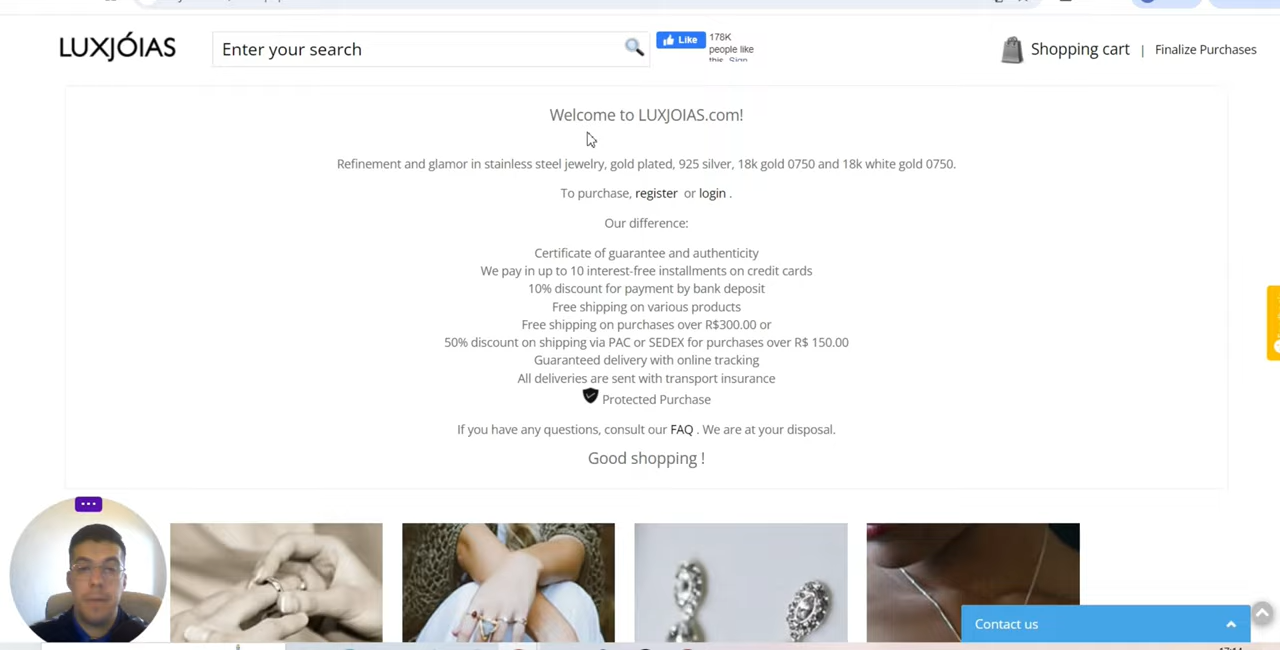 LUXJÓIAS
Enter your search
Like
178K
people like
this. Sign
Shopping cart | Finalize Purchases
Welcome to LUXJOIAS.com!
Refinement and glamor in stainless steel jewelry, gold plated, 925 silver, 18k gold 0750 and 18k white gold 0750.
To purchase, register or login .
Our difference:
Certificate of guarantee and authenticity
We pay in up to 10 interest-free installments on credit cards
10% discount for payment by bank deposit
Free shipping on various products
Free shipping on purchases over R$300.00 or
50% discount on shipping via PAC or SEDEX for purchases over R$ 150.00
Guaranteed delivery with online tracking
All deliveries are sent with transport insurance
Protected Purchase
If you have any questions, consult our FAQ . We are at your disposal.
Good shopping !
Contact us